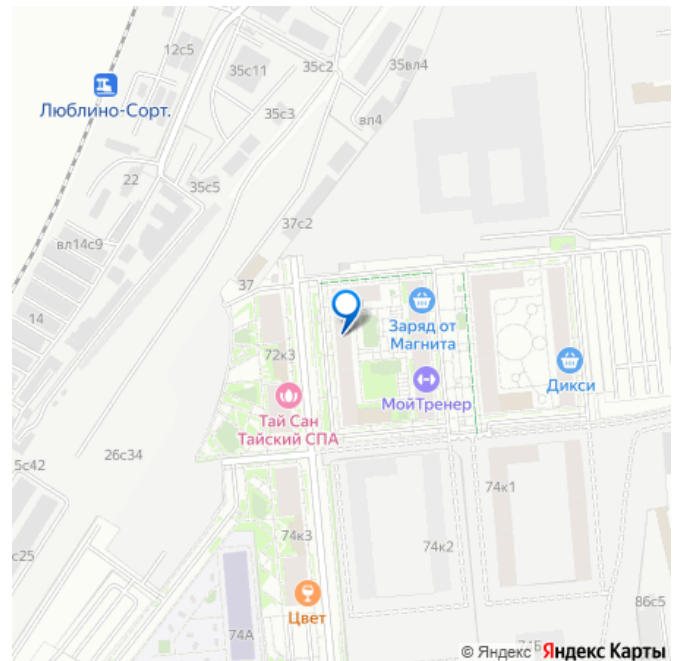 12с5
35с11
35с2
35вл4
Люблино-Сорт.
35с3
вл4
22
35с5
37с2
вл14с9
37
14
Заряд от
Магнита
72к3
МойТренер
Дикси
Тай Сан
Тайский СПА
5с42
26с34
74к1
74к3
74к2
с25
Цвет
86с5
74А
74Б
© Яндекс Яндекс Карты